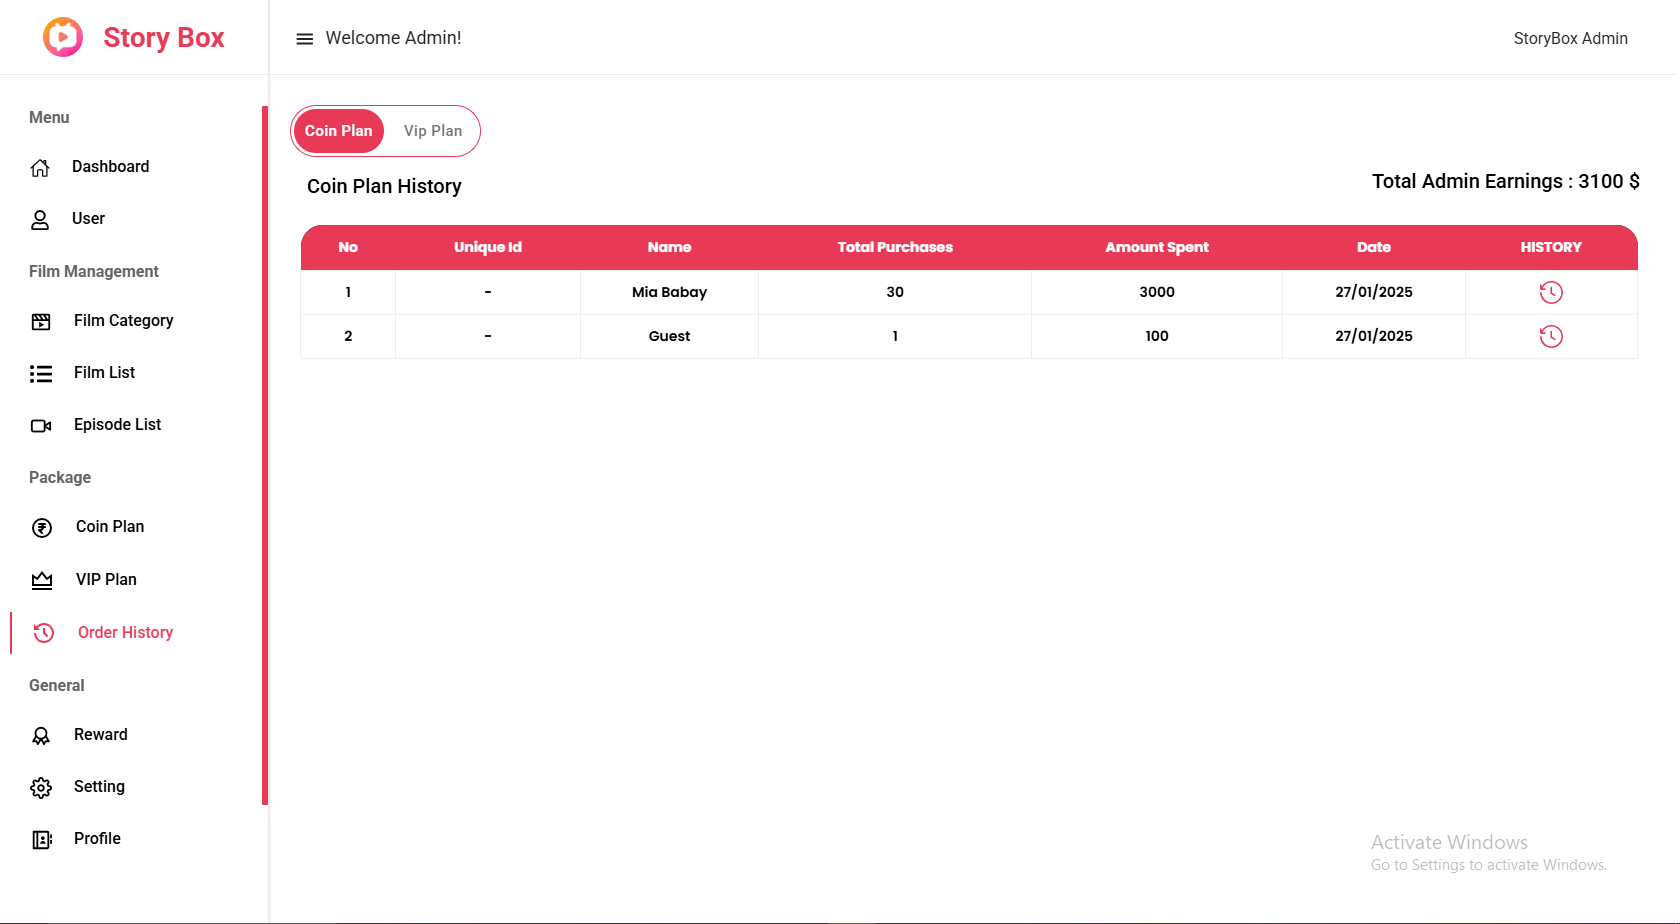 Story Box
Welcome Admin!
StoryBox Admin
Menu
Dashboard
User
Film Management
Film Category
Film List
Episode List
Package
Coin Plan
VIP Plan
Order History
General
Reward
Setting
Profile
Coin Plan Vip Plan
Coin Plan History
Total Admin Earnings : 3100 $
No Unique Id Name Total Purchases Amount Spent Date HISTORY
1 - Mia Babay 30 3000 27/01/2025
2 - Guest 1 100 27/01/2025
Activate Windows
Go to Settings to activate Windows.